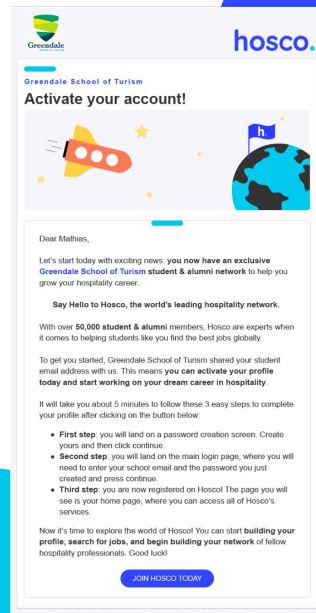 Greendale
hosco.
Greendale School of Turism
Activate your account!
h.
Dear Mathias,
Let's start today with exciting news: you now have an exclusive
Greendale School of Turism student & alumni network to help you
grow your hospitality career.
Say Hello to Hosco, the world's leading hospitality network.
With over 50,000 student & alumni members, Hosco are experts when
it comes to helping students like you find the best jobs globally.
To get you started, Greendale School of Turism shared your student
email address with us. This means you can activate your profile
today and start working on your dream career in hospitality.
It will take you about 5 minutes to follow these 3 easy steps to complete
your profile after clicking on the button below:
• First step: you will land on a password creation screen. Create
yours and then click continue.
• Second step: you will land on the main login page, where you will
need to enter your school email and the password you just
created and press continue.
• Third step: you are now registered on Hosco! The page you will
see is your home page, where you can access all of Hosco's
services.
Now it's time to explore the world of Hosco! You can start building your
profile, search for jobs, and begin building your network of fellow
hospitality professionals. Good luck!
JOIN HOSCO TODAY